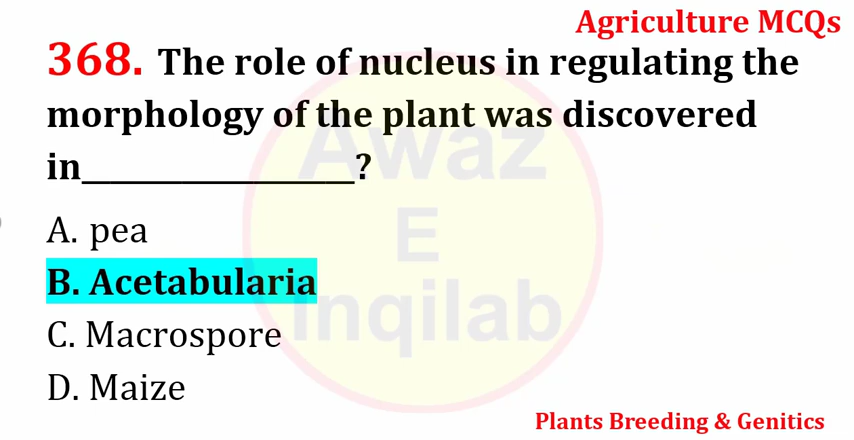 Agriculture MCQs
368. The role of nucleus in regulating the
morphology of the plant was discovered
in___________________?
A. pea
B. Acetabularia
C. Macrospore
D. Maize
Awaz
E
Inqilab
Plants Breeding & Genitics